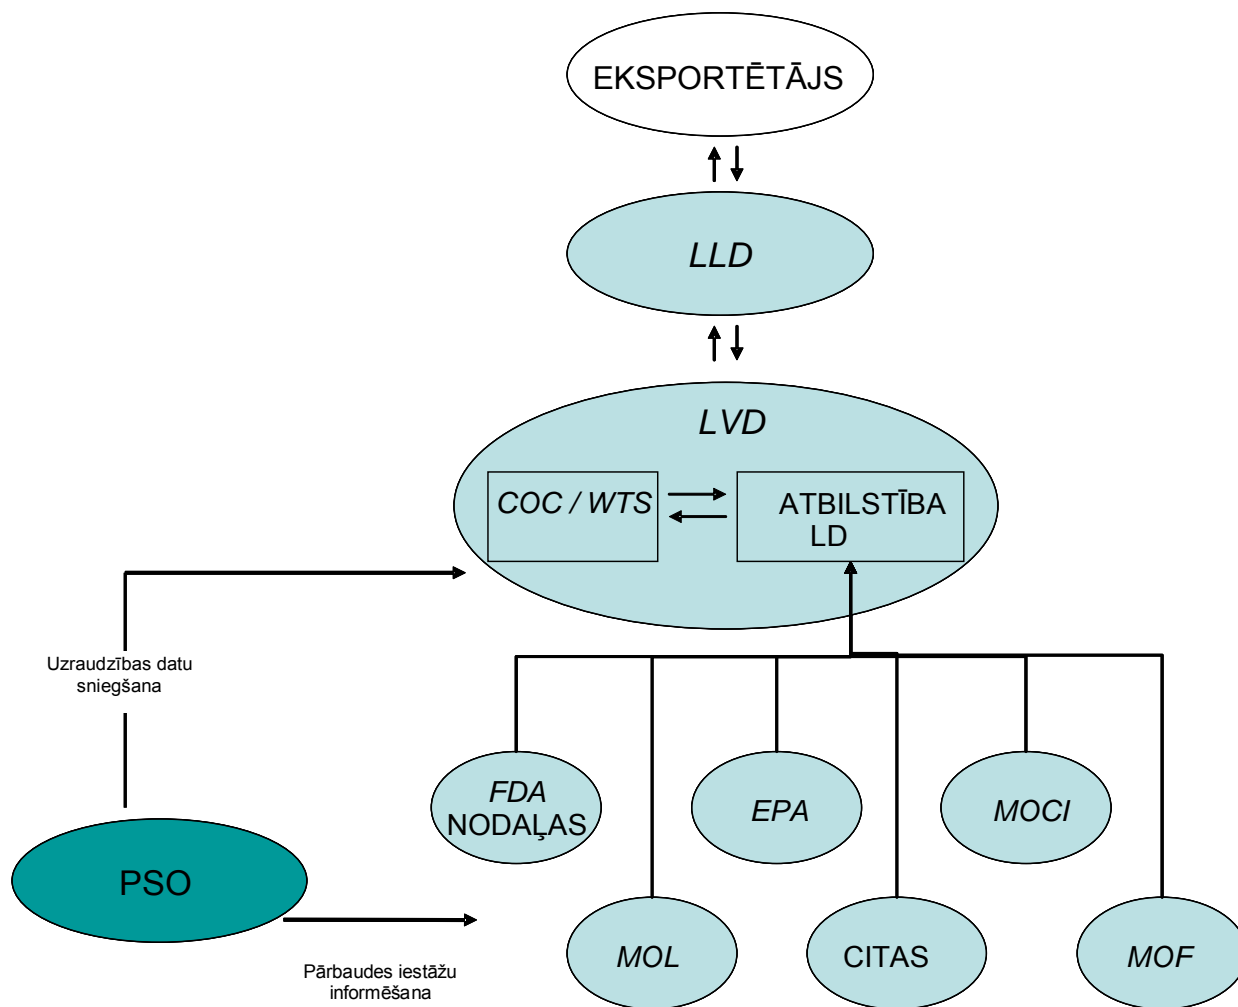 EKSPORTĒTĀJS
LLD
LVD
COC / WTS
ATBILSTĪBA
LD
Uzraudzības datu
sniegšana
FDA
NODAĻAS
EPA
MOCI
PSO
MOL
CITAS
MOF
Pārbaudes iestāžu
informēšana